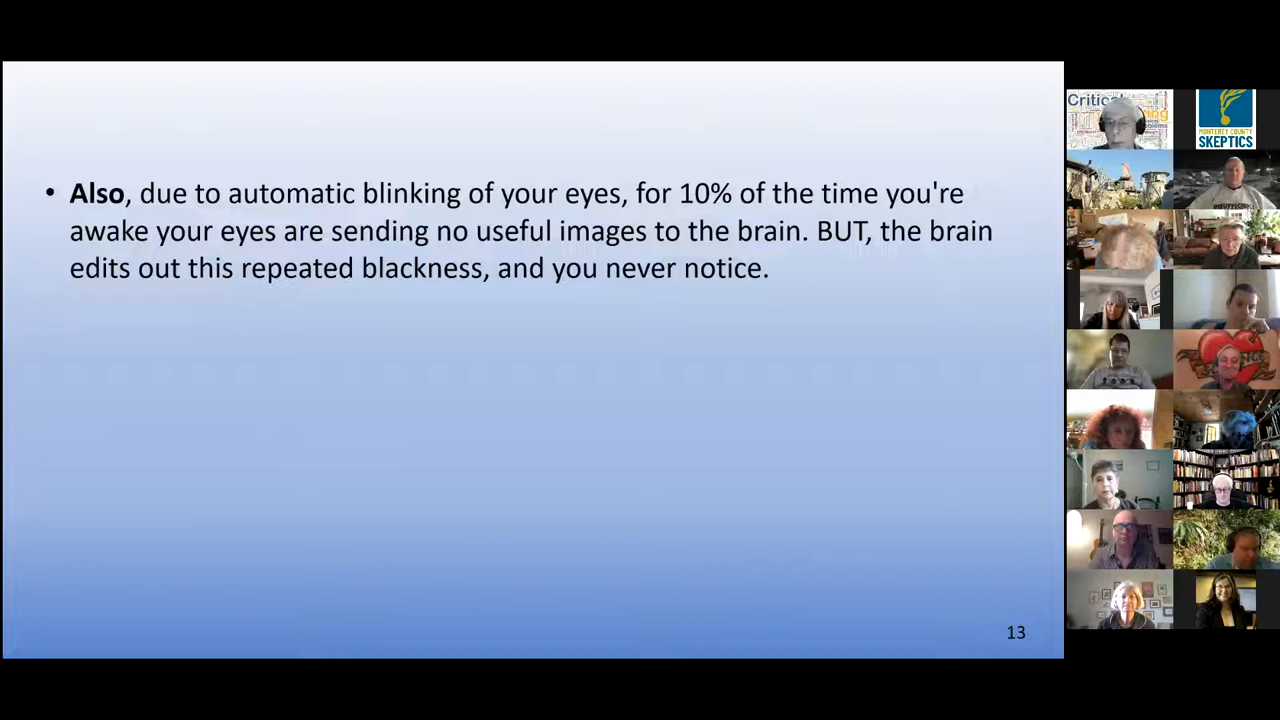 • Also, due to automatic blinking of your eyes, for 10% of the time you're
awake your eyes are sending no useful images to the brain. BUT, the brain
edits out this repeated blackness, and you never notice.
13
MONTEREY COUNTY
SKEPTICS